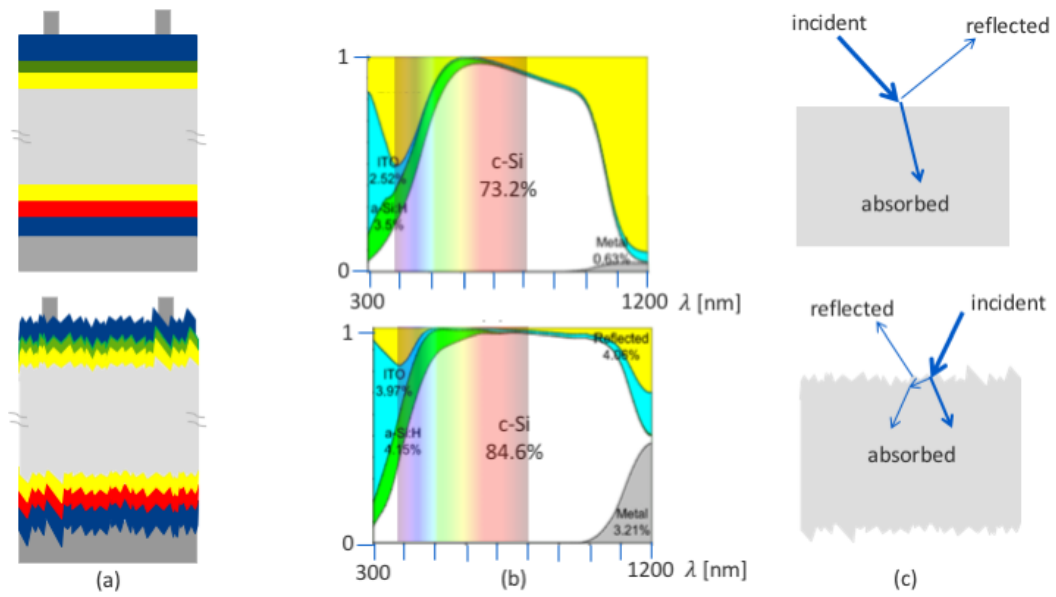 incident
reflected
absorbed
1
ITO
2.52%
a-Si:H
3.5%
c-Si
73.2%
Metal
0.63%
0
300
1200 λ [nm]
reflected
incident
absorbed
1
Reflected
4.06%
ITO
3.97%
a-Si:H
4.15%
c-Si
84.6%
Metal
3.21%
0
300
1200 λ [nm]
(a)
(b)
(c)